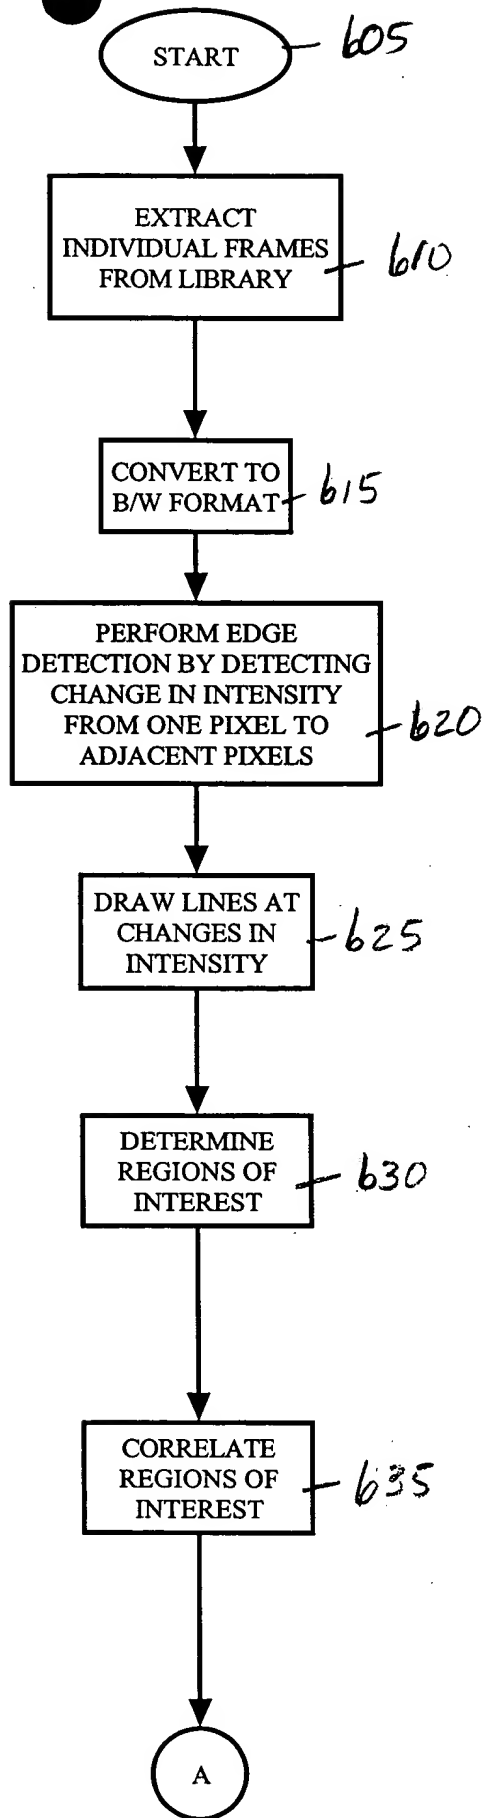 START
605
EXTRACT
INDIVIDUAL FRAMES
FROM LIBRARY
610
CONVERT TO
B/W FORMAT
615
PERFORM EDGE
DETECTION BY DETECTING
CHANGE IN INTENSITY
FROM ONE PIXEL TO
ADJACENT PIXELS
620
DRAW LINES AT
CHANGES IN
INTENSITY
625
DETERMINE
REGIONS OF
INTEREST
630
CORRELATE
REGIONS OF
INTEREST
635
A